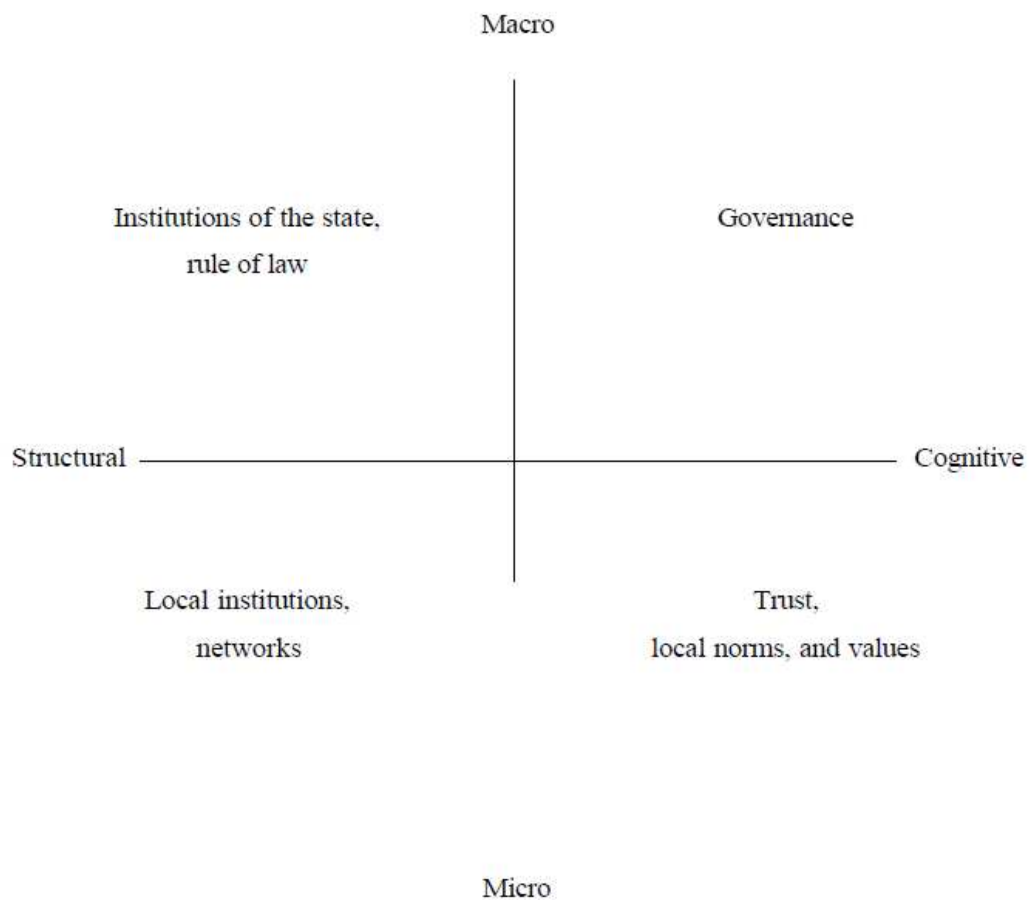 Macro
Institutions of the state,
rule of law
Governance
Structural
Cognitive
Local institutions,
networks
Trust,
local norms, and values
Micro